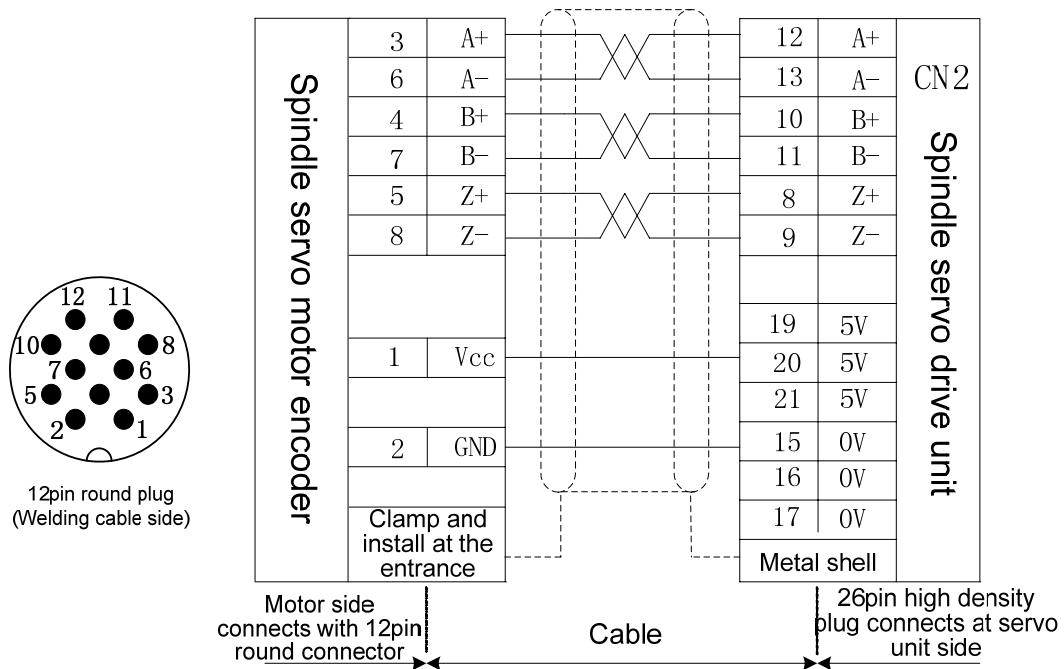 Spindle servo motor encoder
3 A+
6 A-
4 B+
7 B-
5 Z+
8 Z-
1 Vcc
2 GND
Clamp and
install at the
entrance
12 A+
13 A-
10 B+
11 B-
8 Z+
9 Z-
19 5V
20 5V
21 5V
15 0V
16 0V
17 0V
Metal shell
CN2
Spindle servo drive unit
12 11
10 8
7 6
5 3
2 1
12pin round plug
(Welding cable side)
Motor side
connects with 12pin
round connector
Cable
26pin high density
plug connects at servo
unit side